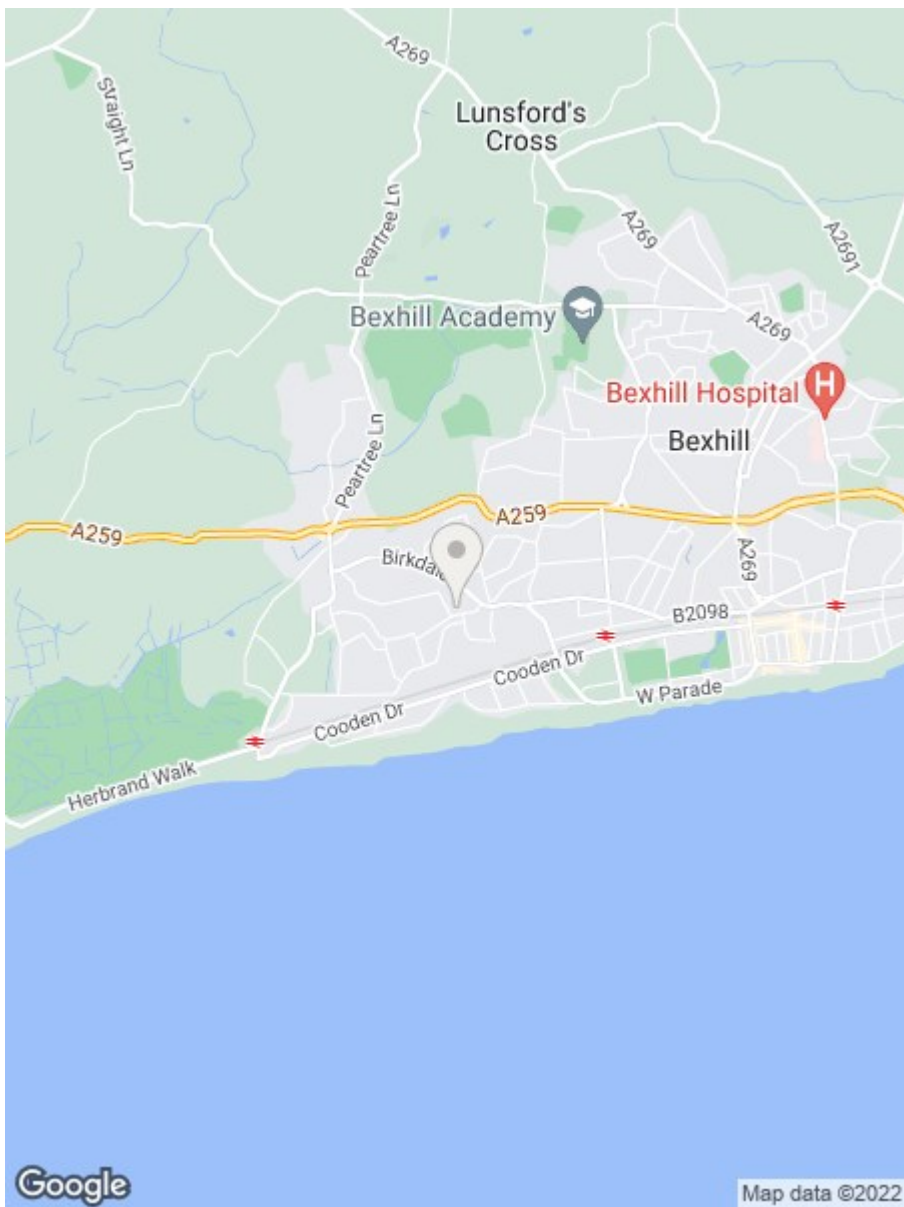 A269
Lunsford's
Cross
Straight Ln
Peartree Ln
A269
A2691
Bexhill Academy
A269
Bexhill Hospital
H
Bexhill
Peartree Ln
A259
A259
Birkdale
A269
B2098
Cooden Dr
W Parade
Cooden Dr
Herbrand Walk
Google
Map data ©2022